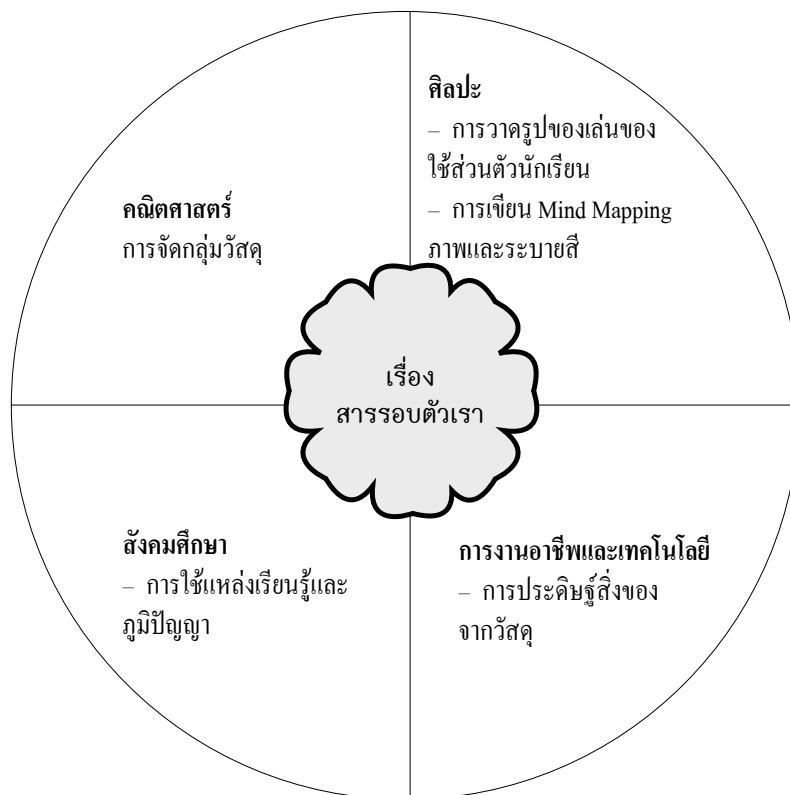 คณิตศาสตร์
การจัดกลุ่มวัสดุ
ศิลปะ
– การวาดรูปของเล่นของ
ใช้ส่วนตัวนักเรียน
– การเขียน Mind Mapping
ภาพและระบายสี
เรื่อง
สารรอบตัวเรา
สังคมศึกษา
– การใช้แหล่งเรียนรู้และ
ภูมิปัญญา
การงานอาชีพและเทคโนโลยี
– การประดิษฐ์สิ่งของ
จากวัสดุ